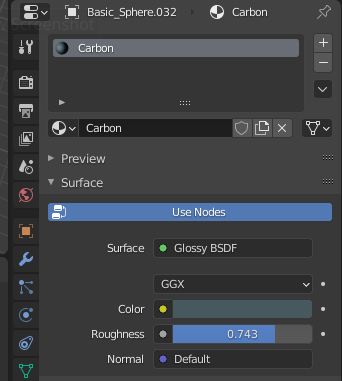 Basic_Sphere.032 Carbon
Carbon
Carbon
Preview
Surface
Use Nodes
Surface Glossy BSDF
GGX
Color
Roughness 0.743
Normal Default